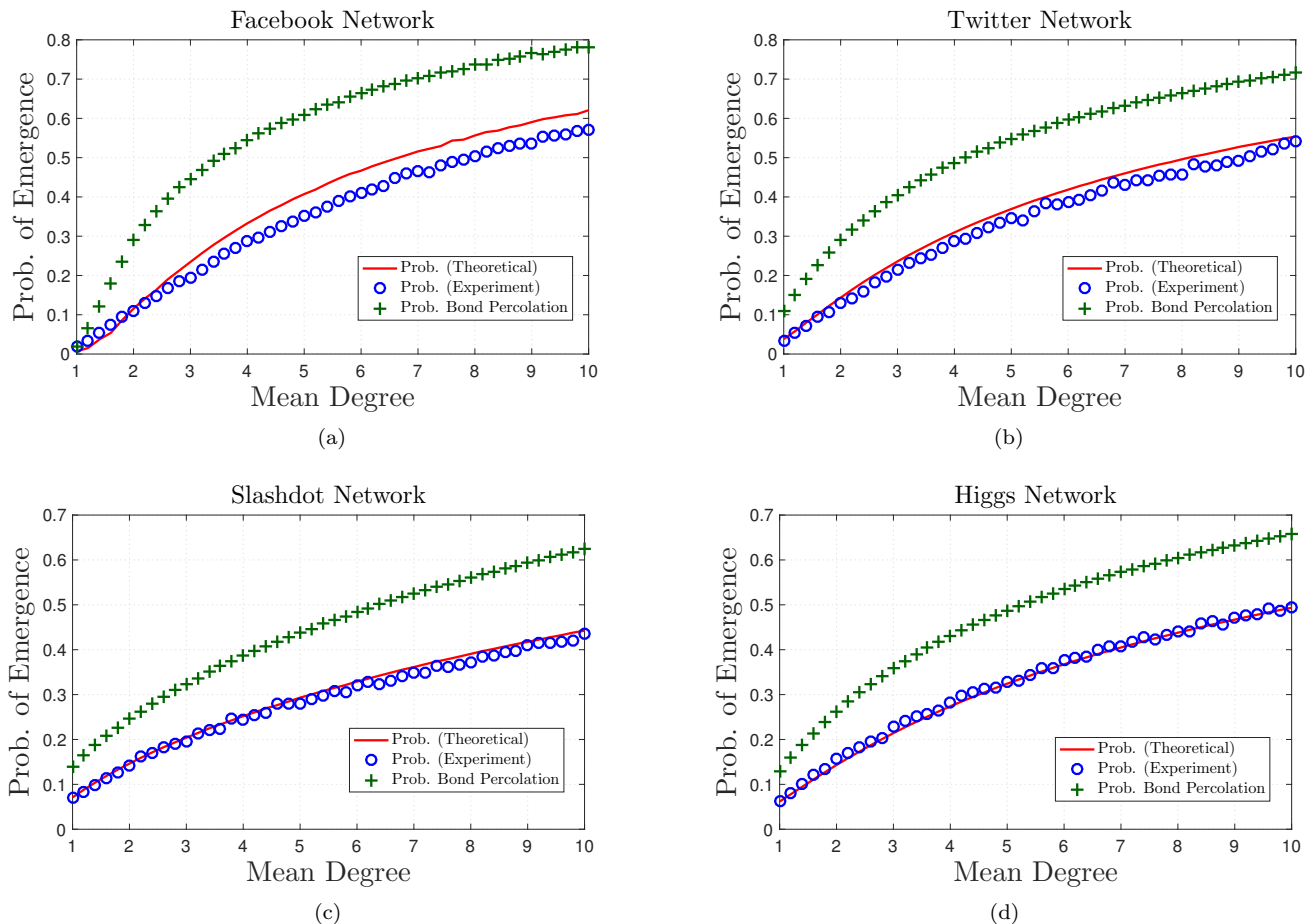 Facebook Network
0.8
0.7
0.6
0.5
0.4
0.3
0.2
0.1
0
Prob. of Emergence
Prob. (Theoretical)
Prob. (Experiment)
Prob. Bond Percolation
1 2 3 4 5 6 7 8 9 10
Mean Degree
(a)
Twitter Network
0.8
0.7
0.6
0.5
0.4
0.3
0.2
0.1
0
Prob. of Emergence
Prob. (Theoretical)
Prob. (Experiment)
Prob. Bond Percolation
1 2 3 4 5 6 7 8 9 10
Mean Degree
(b)
Slashdot Network
0.7
0.6
0.5
0.4
0.3
0.2
0.1
0
Prob. of Emergence
Prob. (Theoretical)
Prob. (Experiment)
Prob. Bond Percolation
1 2 3 4 5 6 7 8 9 10
Mean Degree
(c)
Higgs Network
0.7
0.6
0.5
0.4
0.3
0.2
0.1
0
Prob. of Emergence
Prob. (Theoretical)
Prob. (Experiment)
Prob. Bond Percolation
1 2 3 4 5 6 7 8 9 10
Mean Degree
(d)